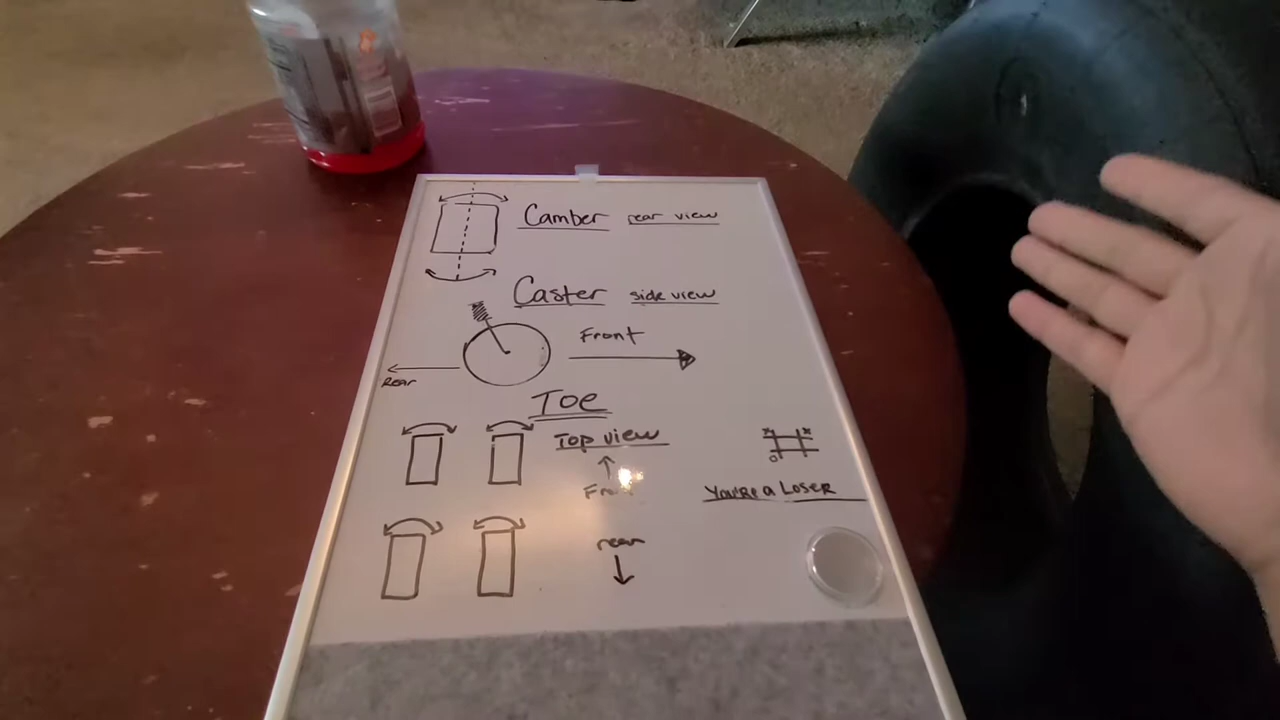 Camber rear view
Caster side view
Front
Rear
Toe
Top view
rear
You're a Loser